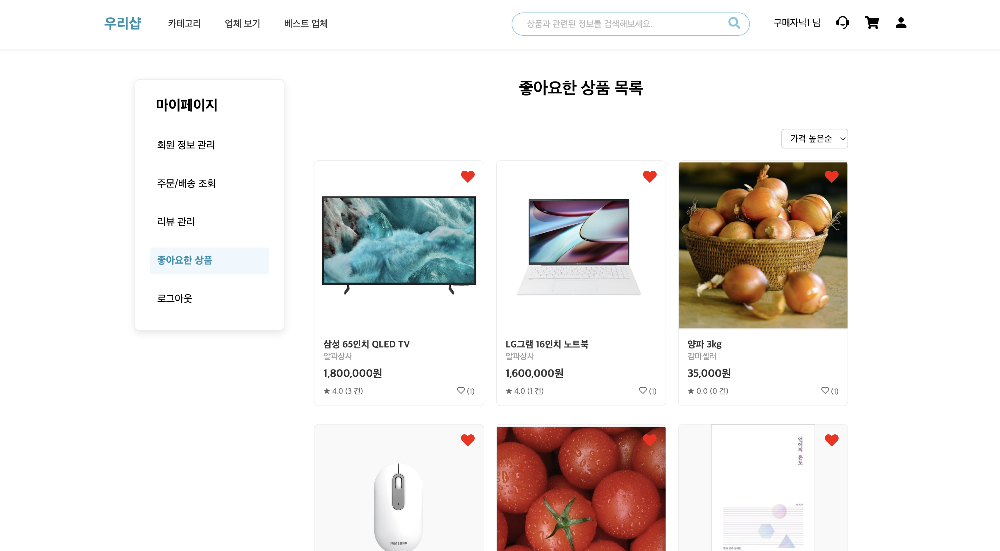 우리샵 카테고리 업체 보기 베스트 업체 상품과 관련된 정보를 검색해보세요. 구매자닉1 님
마이페이지
회원 정보 관리
주문/배송 조회
리뷰 관리
좋아요한 상품
로그아웃
좋아요한 상품 목록
가격 높은순
삼성 65인치 QLED TV
알파상사
1,800,000원
★ 4.0 (3 건) (1)
LG그램 16인치 노트북
알파상사
1,600,000원
★ 4.0 (1 건) (1)
양파 3kg
감마셀러
35,000원
★ 0.0 (0 건) (1)
SAMSUNG
언어의 온도
이기주